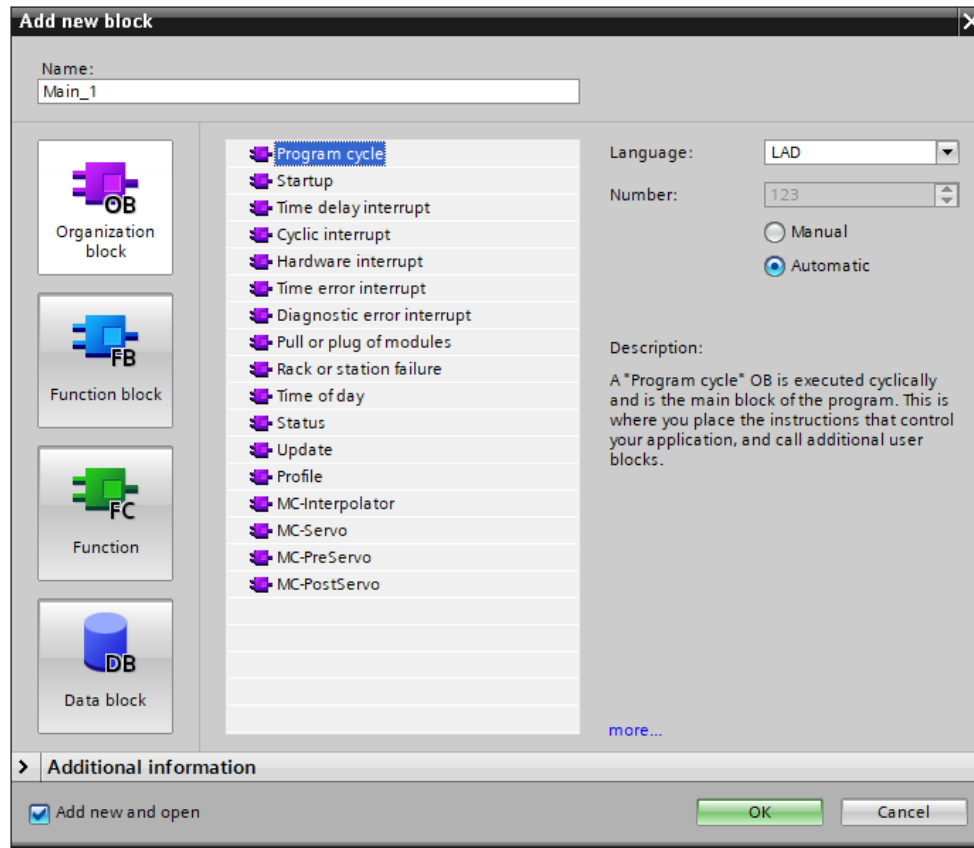 Add new block
Name:
Main_1
OB
Organization
block
FB
Function block
FC
Function
DB
Data block
Program cycle
Startup
Time delay interrupt
Cyclic interrupt
Hardware interrupt
Time error interrupt
Diagnostic error interrupt
Pull or plug of modules
Rack or station failure
Time of day
Status
Update
Profile
MC-Interpolator
MC-Servo
MC-PreServo
MC-PostServo
Language:
LAD
Number:
123
Manual
Automatic
Description:
A "Program cycle" OB is executed cyclically
and is the main block of the program. This is
where you place the instructions that control
your application, and call additional user
blocks.
more...
Additional information
Add new and open
OK
Cancel